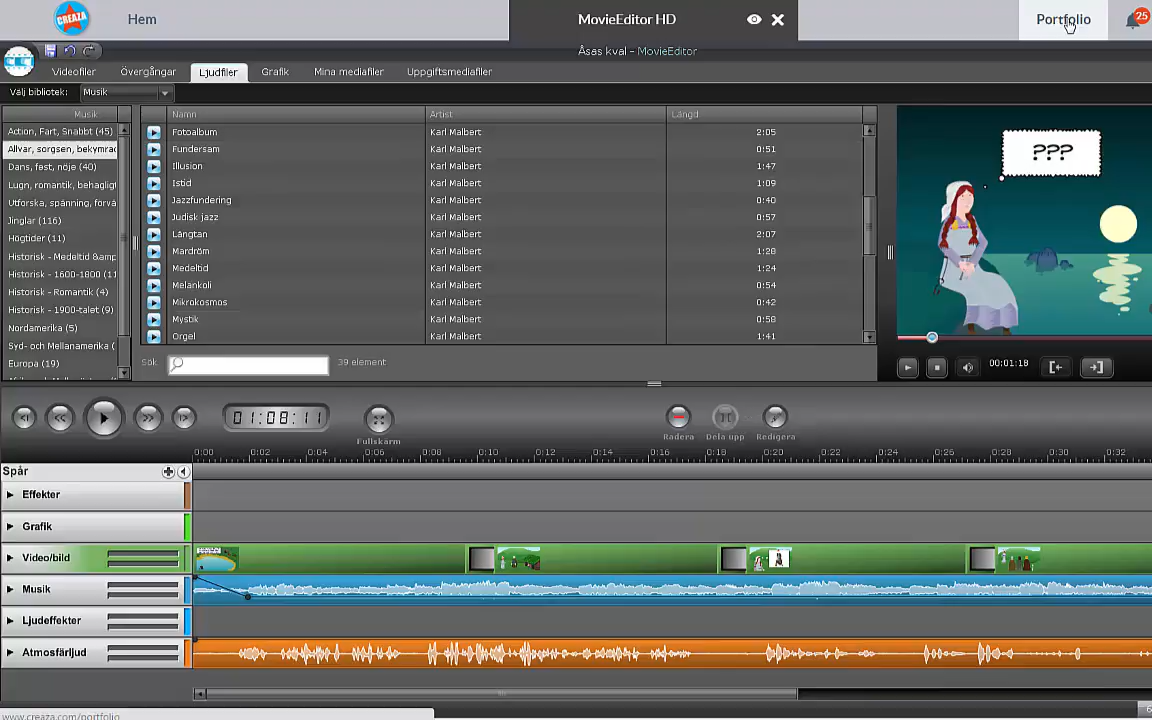 CREAZA
Hem
MovieEditor HD
Portfolio
25
Åsas kval - MovieEditor
Videofiler
Övergångar
Ljudfiler
Grafik
Mina mediafiler
Uppgiftsmediafiler
Välj bibliotek:
Musik
Musik
Action, Fart, Snabbt (45)
Allvar, sorgsen, bekymrad
Dans, fest, nöje (40)
Lugn, romantik, behagligt
Utforska, spänning, förvä
Jinglar (116)
Högtider (11)
Historisk - Medeltid &amp
Historisk - 1600-1800 (11
Historisk - Romantik (4)
Historisk - 1900-talet (9)
Nordamerika (5)
Syd- och Mellanamerika (
Europa (19)
Namn Artist Längd
Fotoalbum Karl Malbert 2:05
Fundersam Karl Malbert 0:51
Illusion Karl Malbert 1:47
Istid Karl Malbert 1:09
Jazzfundering Karl Malbert 0:40
Judisk jazz Karl Malbert 0:57
Långtan Karl Malbert 2:07
Mardröm Karl Malbert 1:28
Medeltid Karl Malbert 1:24
Melankoli Karl Malbert 0:54
Mikrokosmos Karl Malbert 0:42
Mystik Karl Malbert 0:58
Orgel Karl Malbert 1:41
Sök
39 element
???
00:01:18
01:08:11
Fullskärm
Radera
Dela upp
Redigera
0:00 0:02 0:04 0:06 0:08 0:10 0:12 0:14 0:16 0:18 0:20 0:22 0:24 0:26 0:28 0:30 0:32
Spår
Effekter
Grafik
Video/bild
Musik
Ljudeffekter
Atmosfärljud
www.creaza.com/portfolio